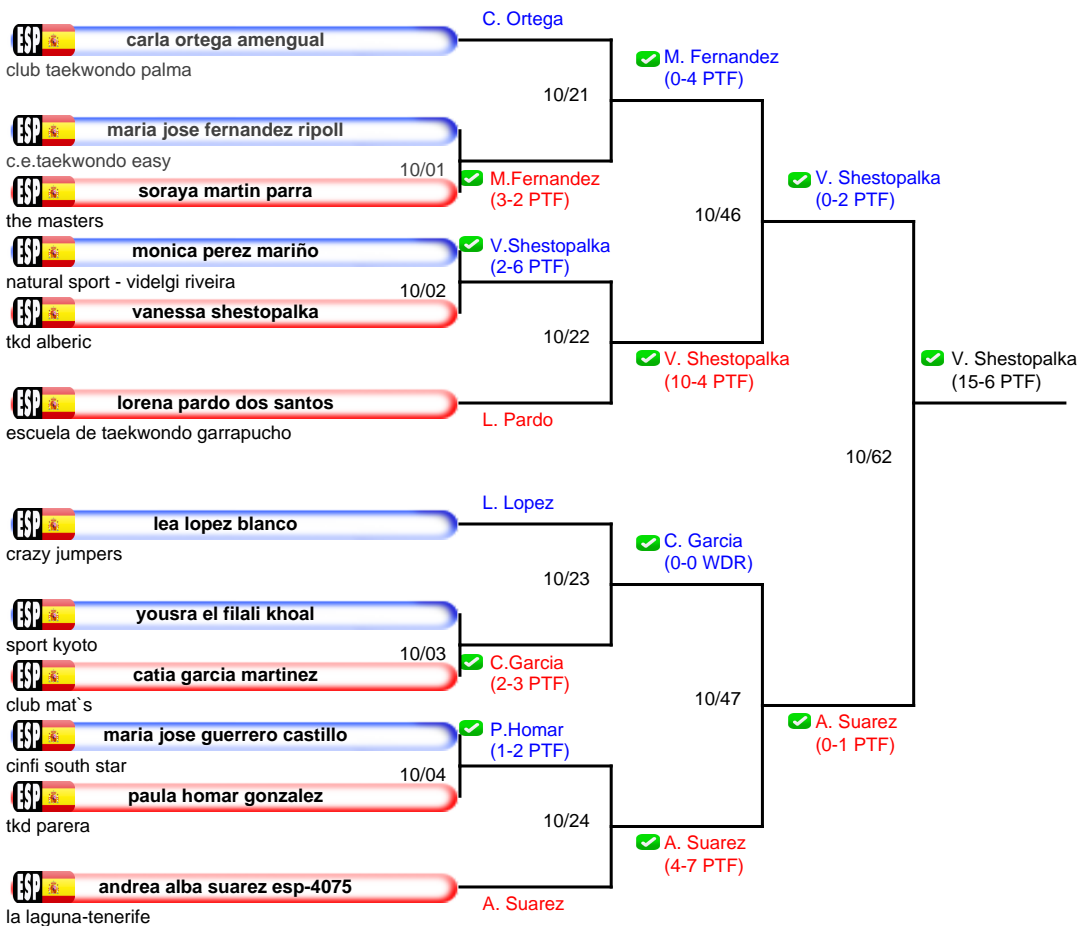 C. Ortega
ESP carla ortega amengual
club taekwondo palma
M. Fernandez
(0-4 PTF)
10/21
ESP maria jose fernandez ripoll
c.e.taekwondo easy
10/01
M.Fernandez
(3-2 PTF)
ESP soraya martin parra
the masters
V. Shestopalka
(0-2 PTF)
10/46
ESP monica perez mariño
natural sport - videlgi riveira
V.Shestopalka
(2-6 PTF)
10/02
ESP vanessa shestopalka
tkd alberic
10/22
V. Shestopalka
(10-4 PTF)
V. Shestopalka
(15-6 PTF)
ESP lorena pardo dos santos
escuela de taekwondo garrapucho
L. Pardo
10/62
L. Lopez
ESP lea lopez blanco
crazy jumpers
C. Garcia
(0-0 WDR)
10/23
ESP yousra el filali khoal
sport kyoto
10/03
C.Garcia
(2-3 PTF)
ESP catia garcia martinez
club mat`s
10/47
A. Suarez
(0-1 PTF)
ESP maria jose guerrero castillo
cinfi south star
P.Homar
(1-2 PTF)
10/04
ESP paula homar gonzalez
tkd parera
10/24
A. Suarez
(4-7 PTF)
ESP andrea alba suarez esp-4075
la laguna-tenerife
A. Suarez